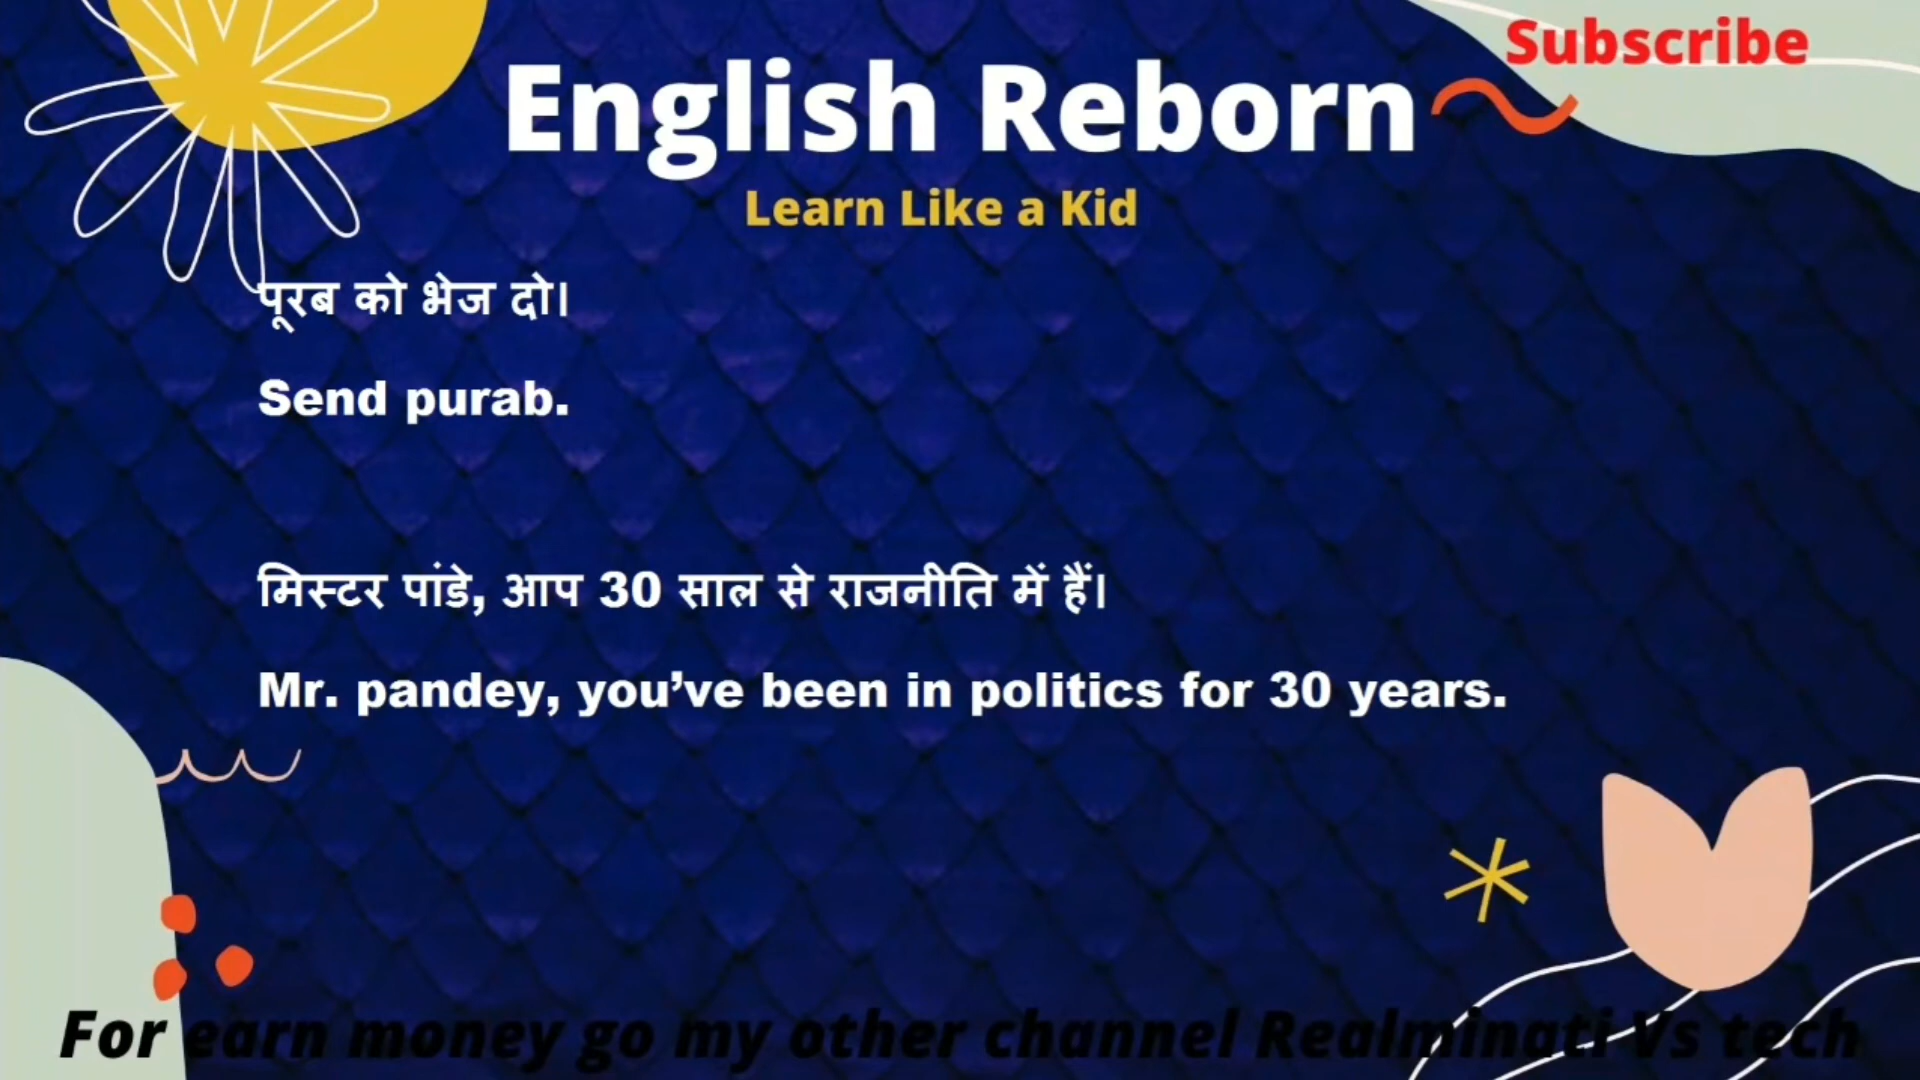 Subscribe
English Reborn
Learn Like a Kid
पूरब को भेज दो।
Send purab.
मिस्टर पांडे, आप 30 साल से राजनीति में हैं।
Mr. pandey, you’ve been in politics for 30 years.
For earn money go my other channel Realminati Vs tech